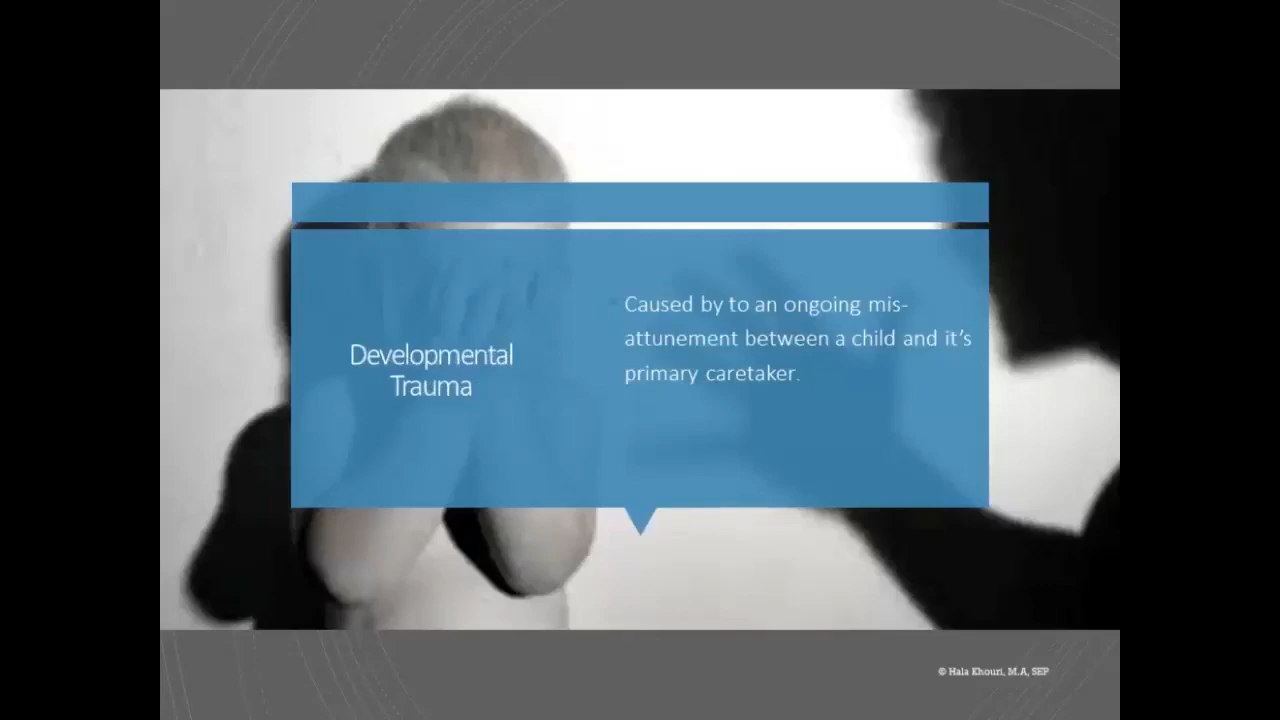 Developmental
Trauma
Caused by to an ongoing mis-
attunement between a child and it's
primary caretaker.
© Hala Khouri, M.A, SEP